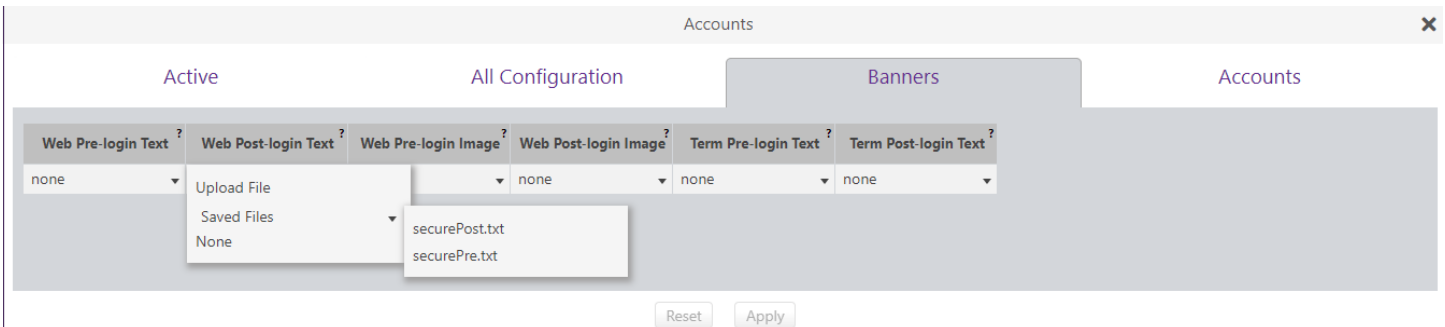 Accounts
Active All Configuration Banners Accounts
Web Pre-login Text ? Web Post-login Text ? Web Pre-login Image ? Web Post-login Image ? Term Pre-login Text ? Term Post-login Text ?
none none none none
Upload File
Saved Files
None
securePost.txt
securePre.txt
Reset Apply